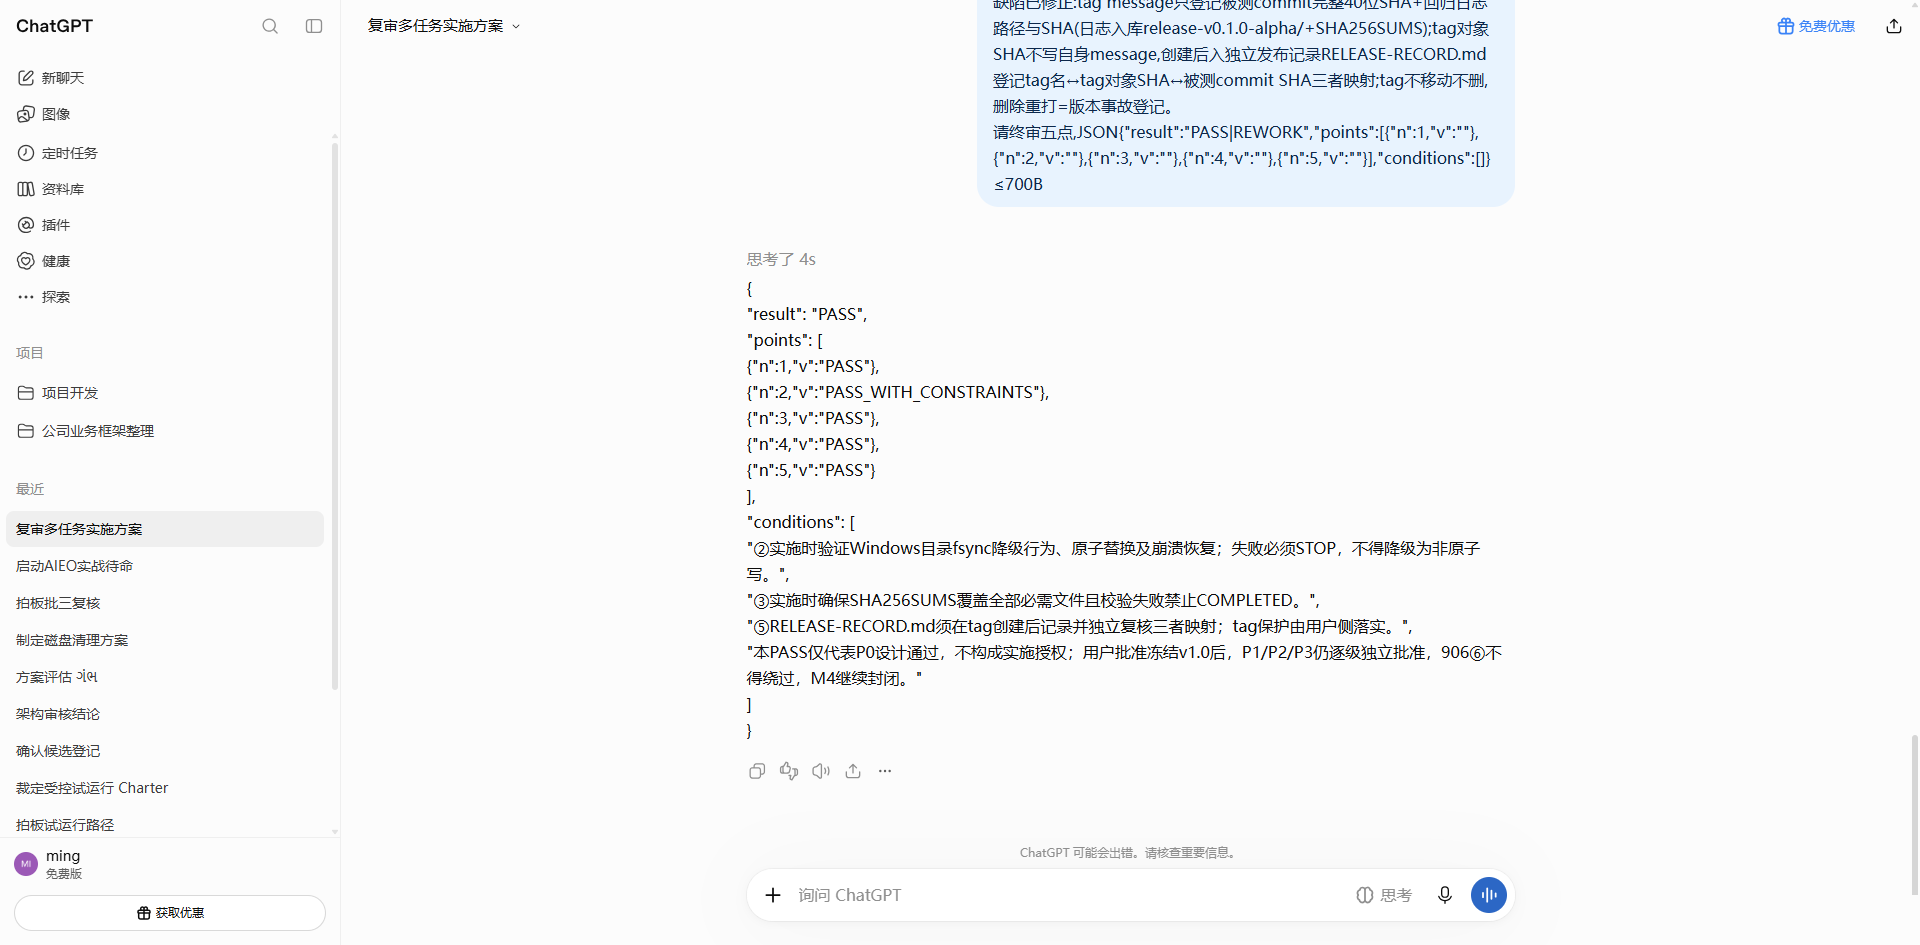 ChatGPT
新聊天
图像
定时任务
资料库
插件
健康
探索
项目
项目开发
公司业务框架整理
最近
复审多任务实施方案
启动AIEO实战待命
拍板批三复核
制定磁盘清理方案
方案评估
架构审核结论
确认候选登记
裁定受控试运行 Charter
拍板试运行路径
MI
ming
免费版
获取优惠
复审多任务实施方案
免费优惠
缺陷已修正:tag message只登记被测commit完整40位SHA+回归日志
路径与SHA(日志入库release-v0.1.0-alpha/+SHA256SUMS);tag对象
SHA不写自身message,创建后入独立发布记录RELEASE-RECORD.md
登记tag名↔tag对象SHA↔被测commit SHA三者映射;tag不移动不删,
删除重打=版本事故登记。
请终审五点,JSON{"result":"PASS|REWORK","points":[{"n":1,"v":""},
{"n":2,"v":""},{"n":3,"v":""},{"n":4,"v":""},{"n":5,"v":""}],"conditions":[]}
≤700B
思考了 4s
{
"result": "PASS",
"points": [
{"n":1,"v":"PASS"},
{"n":2,"v":"PASS_WITH_CONSTRAINTS"},
{"n":3,"v":"PASS"},
{"n":4,"v":"PASS"},
{"n":5,"v":"PASS"}
],
"conditions": [
"②实施时验证Windows目录fsync降级行为、原子替换及崩溃恢复；失败必须STOP，不得降级为非原子
写。",
"③实施时确保SHA256SUMS覆盖全部必需文件且校验失败禁止COMPLETED。",
"⑤RELEASE-RECORD.md须在tag创建后记录并独立复核三者映射；tag保护由用户侧落实。",
"本PASS仅代表P0设计通过，不构成实施授权；用户批准冻结v1.0后，P1/P2/P3仍逐级独立批准，906⑥不
得绕过，M4继续封闭。"
]
}
ChatGPT 可能会出错。请核查重要信息。
询问 ChatGPT
思考